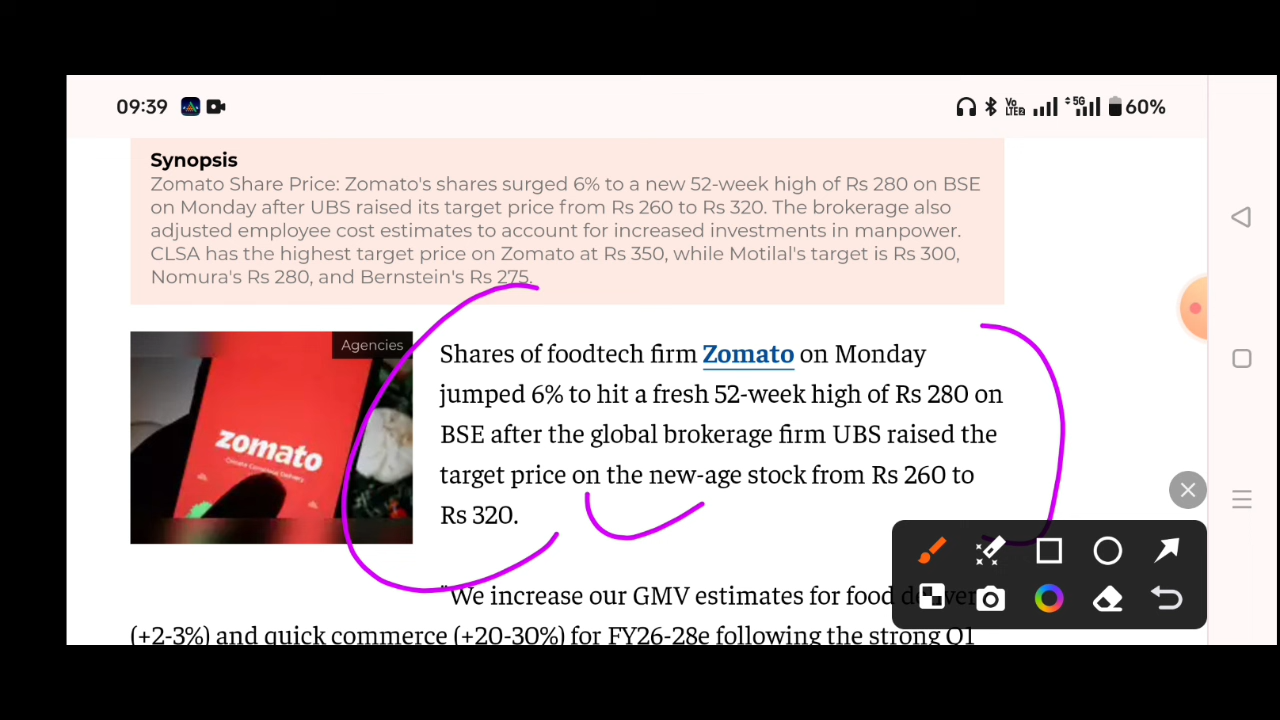 09:39
Vo LTE2 5G 60%
Synopsis
Zomato Share Price: Zomato's shares surged 6% to a new 52-week high of Rs 280 on BSE
on Monday after UBS raised its target price from Rs 260 to Rs 320. The brokerage also
adjusted employee cost estimates to account for increased investments in manpower.
CLSA has the highest target price on Zomato at Rs 350, while Motilal's target is Rs 300,
Nomura's Rs 280, and Bernstein's Rs 275.
Agencies
zomato
Shares of foodtech firm Zomato on Monday
jumped 6% to hit a fresh 52-week high of Rs 280 on
BSE after the global brokerage firm UBS raised the
target price on the new-age stock from Rs 260 to
Rs 320.
"We increase our GMV estimates for food
(+2-3%) and quick commerce (+20-30%) for FY26-28e following the strong Q1